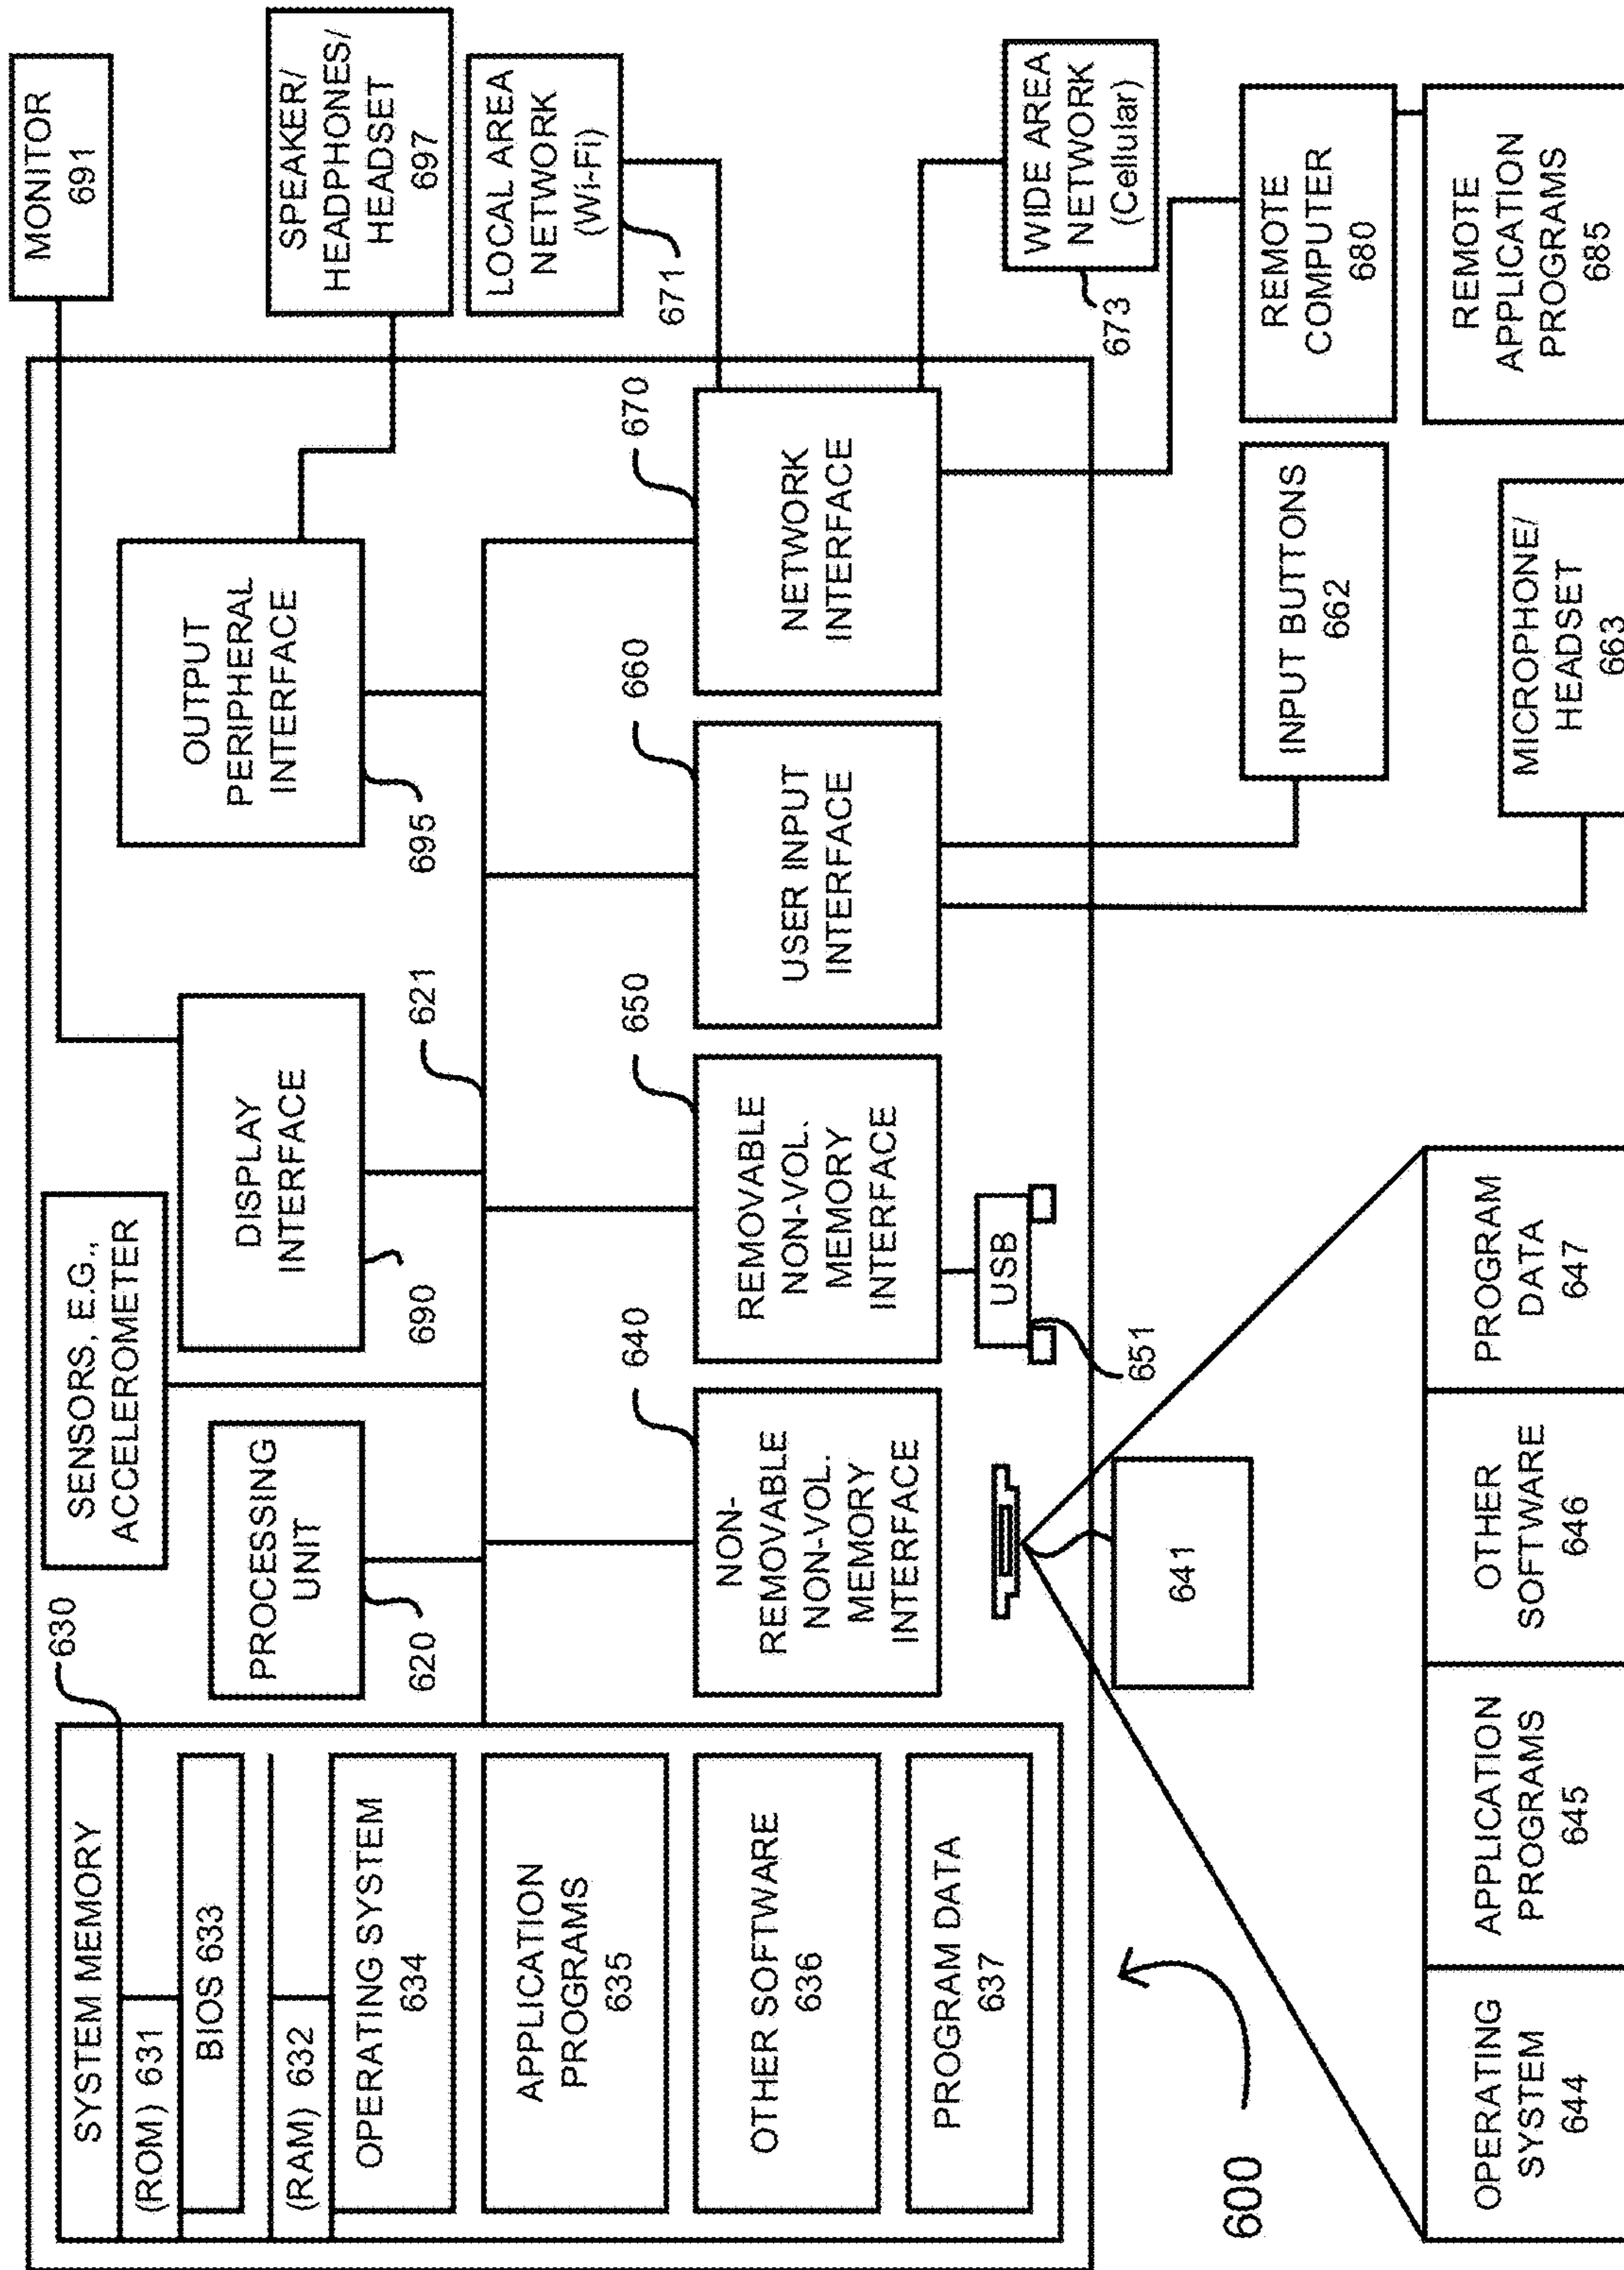 SYSTEM MEMORY
(ROM) 631
BIOS 633
(RAM) 632
OPERATING SYSTEM
634
APPLICATION
PROGRAMS
635
OTHER SOFTWARE
636
PROGRAM DATA
637
630
PROCESSING
UNIT
620
SENSORS, E.G.,
ACCELEROMETER
DISPLAY
INTERFACE
690
621
OUTPUT
PERIPHERAL
INTERFACE
695
MONITOR
691
SPEAKER/
HEADPHONES/
HEADSET
697
LOCAL AREA
NETWORK
(Wi-Fi)
671
NON-
REMOVABLE
NON-VOL.
MEMORY
INTERFACE
640
REMOVABLE
NON-VOL.
MEMORY
INTERFACE
650
USER INPUT
INTERFACE
660
NETWORK
INTERFACE
670
USB
651
641
WIDE AREA
NETWORK
(Cellular)
673
REMOTE
COMPUTER
680
REMOTE
APPLICATION
PROGRAMS
685
INPUT BUTTONS
662
MICROPHONE/
HEADSET
663
600
OPERATING
SYSTEM
644
APPLICATION
PROGRAMS
645
OTHER
SOFTWARE
646
PROGRAM
DATA
647